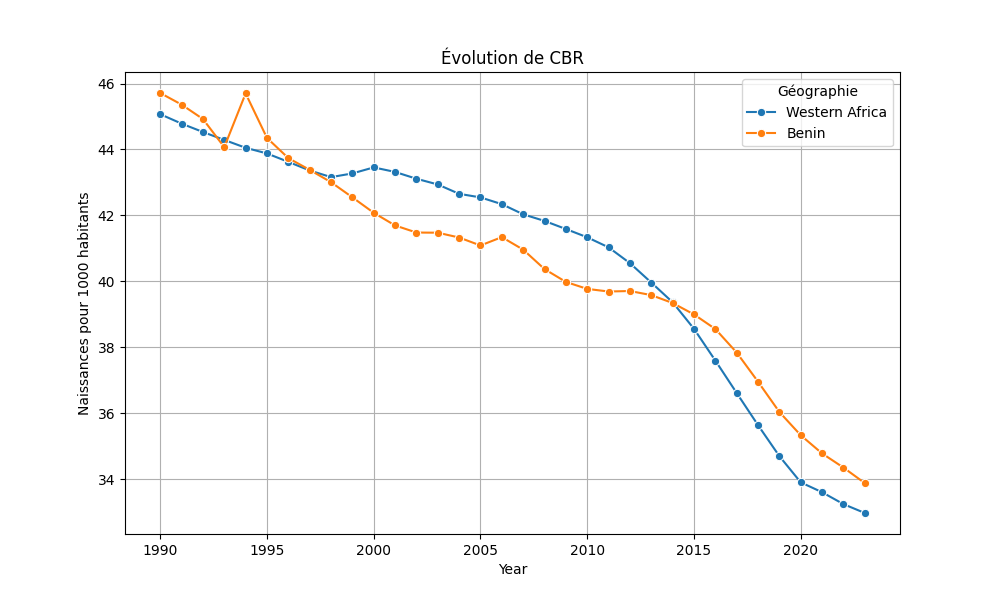 Évolution de CBR
Géographie
Western Africa
Benin
Naissances pour 1000 habitants
46
44
42
40
38
36
34
1990 1995 2000 2005 2010 2015 2020
Year